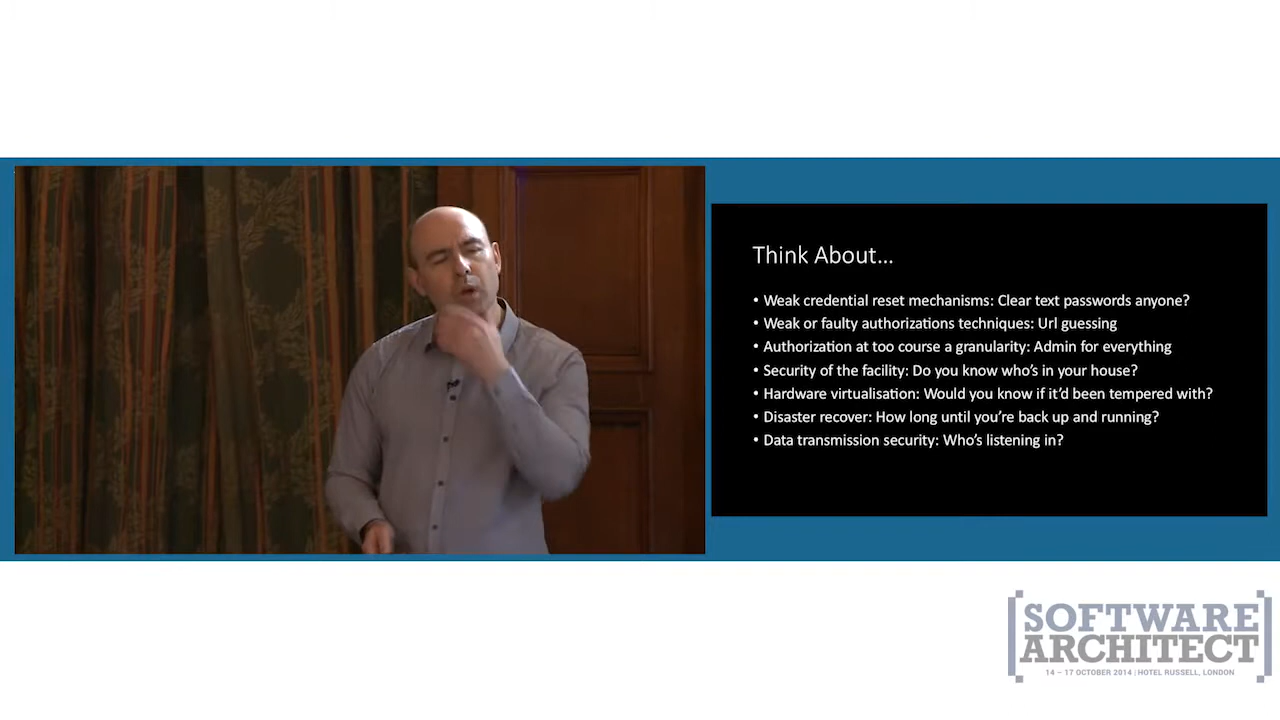 Think About...
• Weak credential reset mechanisms: Clear text passwords anyone?
• Weak or faulty authorizations techniques: Url guessing
• Authorization at too course a granularity: Admin for everything
• Security of the facility: Do you know who's in your house?
• Hardware virtualisation: Would you know if it'd been tempered with?
• Disaster recover: How long until you're back up and running?
• Data transmission security: Who's listening in?
[SOFTWARE
ARCHITECT]
14 – 17 OCTOBER 2014 | HOTEL RUSSELL, LONDON